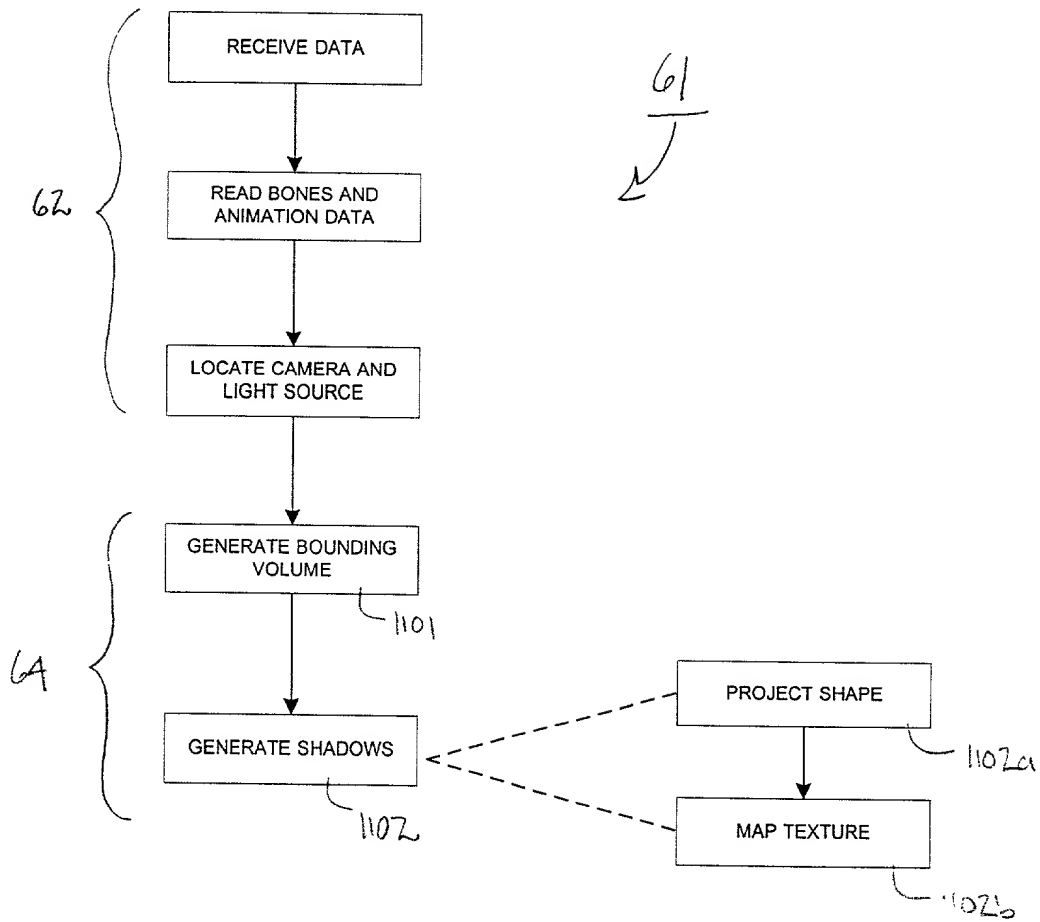 RECEIVE DATA
61
READ BONES AND
ANIMATION DATA
62
LOCATE CAMERA AND
LIGHT SOURCE
GENERATE BOUNDING
VOLUME
1101
64
GENERATE SHADOWS
1102
PROJECT SHAPE
1102a
MAP TEXTURE
1102b